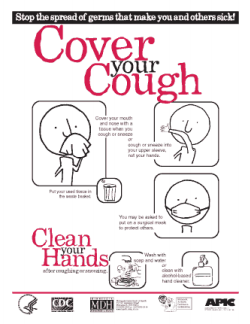 Stop the spread of germs that make you and others sick!
Cover
your
Cough
Cover your mouth
and nose with a
tissue when you
cough or sneeze
or
cough or sneeze into
your upper sleeve,
not your hands.
Put your used tissue in
the waste basket.
You may be asked to
put on a surgical mask
to protect others.
Clean
your
Hands
after coughing or sneezing.
Wash with
soap and water
or
clean with
alcohol-based
hand cleaner.
CDC
MDH
APIC